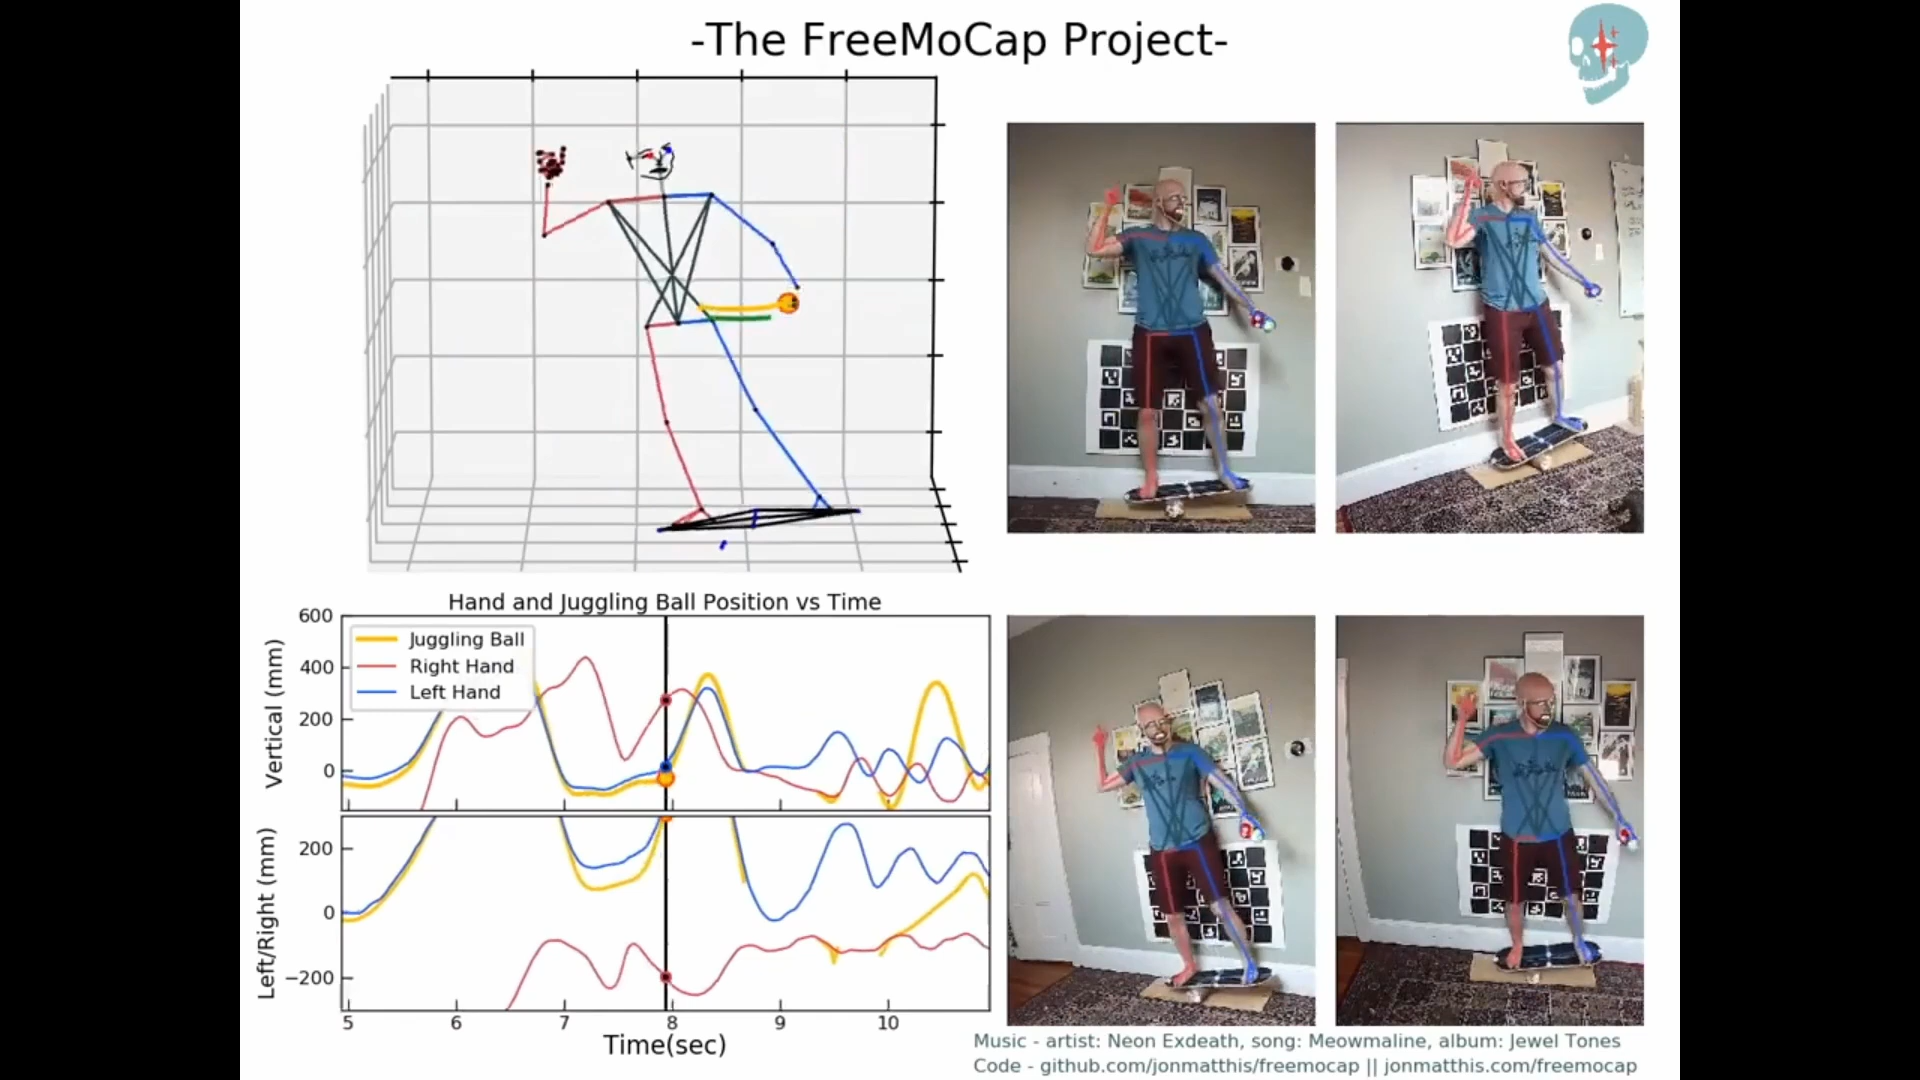 -The FreeMoCap Project-
Hand and Juggling Ball Position vs Time
Vertical (mm)
600
400
200
0
Juggling Ball
Right Hand
Left Hand
Left/Right (mm)
200
0
−200
5 6 7 8 9 10
Time(sec)
Music - artist: Neon Exdeath, song: Meowmaline, album: Jewel Tones
Code - github.com/jonmatthis/freemocap || jonmatthis.com/freemocap